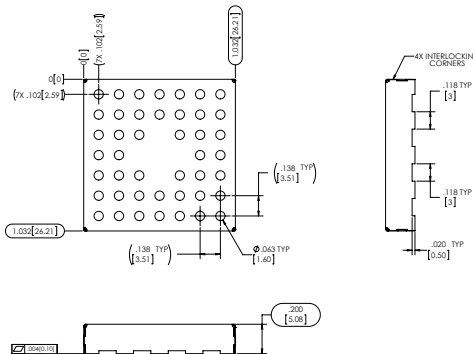 0[0]
(7X .102[2.59]
1.032[26.21]
4X INTERLOCKIN
CORNERS
0[0]
(7X .102[2.59]
.118 TYP
[3]
(.138 TYP)
[3.51]
.118 TYP
[3]
1.032[26.21]
(.138 TYP)
[3.51]
Ø.063 TYP
[1.60]
.020 TYP
[0.50]
.200
[5.08]
.004[0.10]